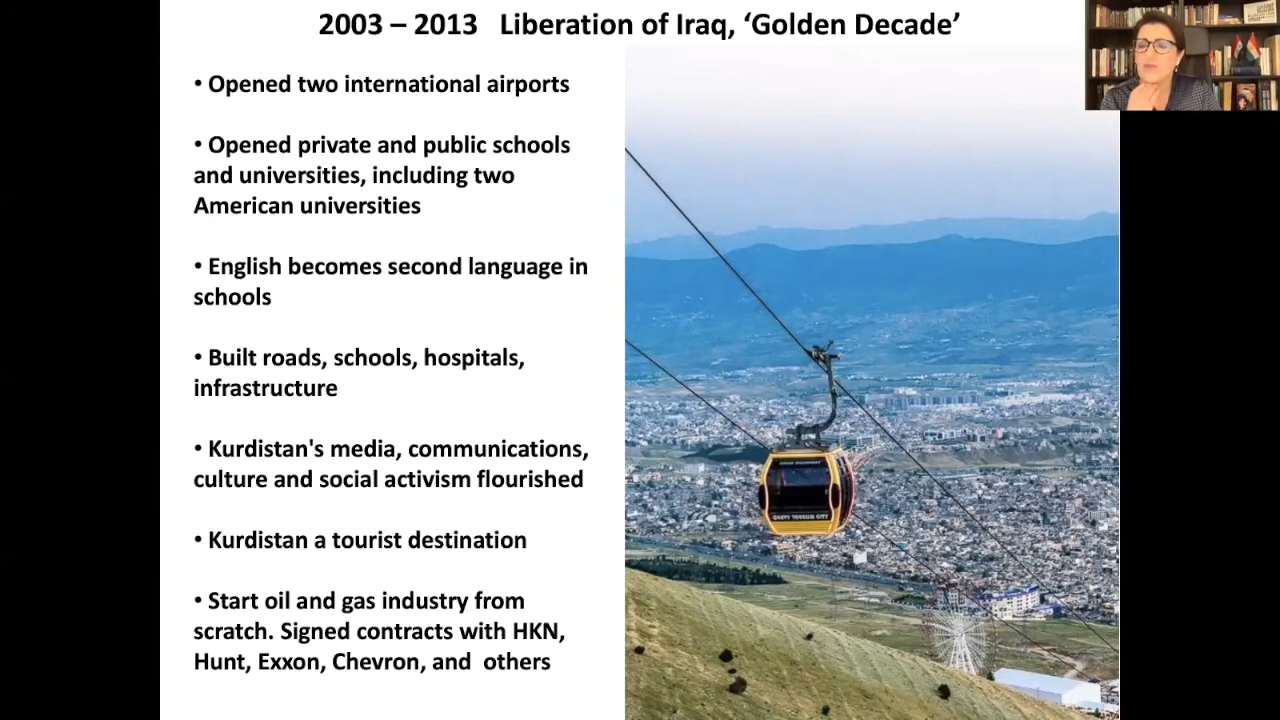 2003 – 2013 Liberation of Iraq, ‘Golden Decade’
• Opened two international airports
• Opened private and public schools
and universities, including two
American universities
• English becomes second language in
schools
• Built roads, schools, hospitals,
infrastructure
• Kurdistan's media, communications,
culture and social activism flourished
• Kurdistan a tourist destination
• Start oil and gas industry from
scratch. Signed contracts with HKN,
Hunt, Exxon, Chevron, and others